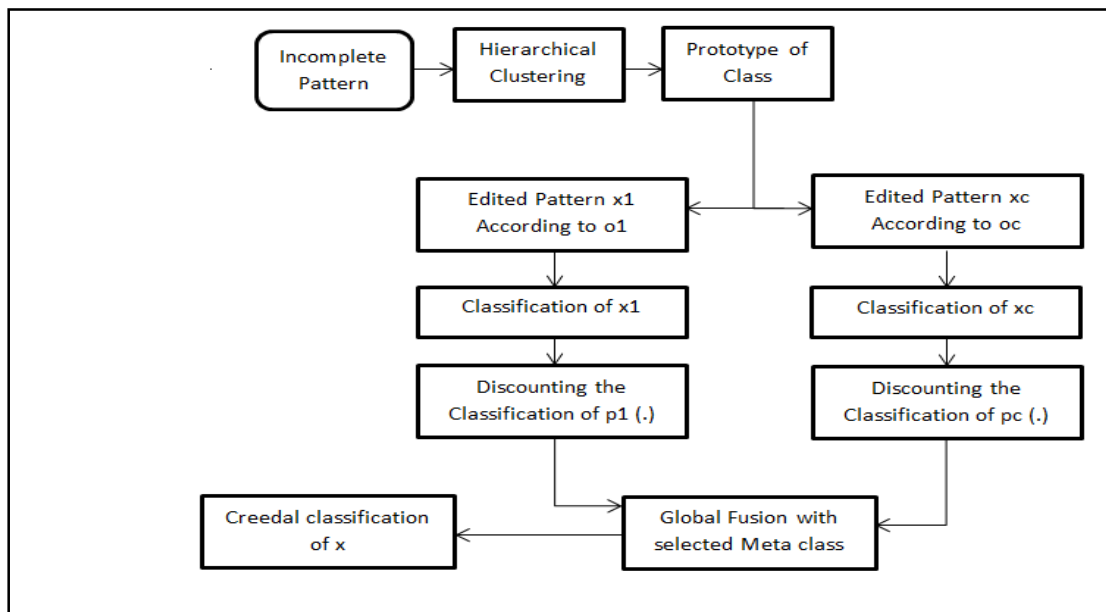 Incomplete
Pattern
Hierarchical
Clustering
Prototype of
Class
Edited Pattern x1
According to o1
Edited Pattern xc
According to oc
Classification of x1
Classification of xc
Discounting the
Classification of p1 (.)
Discounting the
Classification of pc (.)
Creedal classification
of x
Global Fusion with
selected Meta class